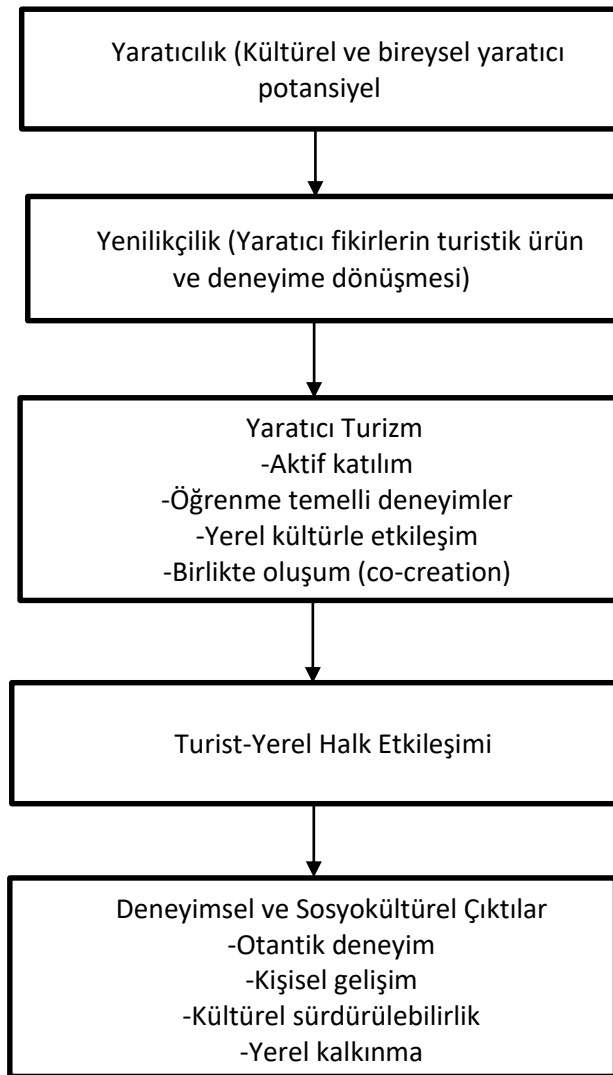 Yaratıcılık (Kültürel ve bireysel yaratıcı
potansiyel
Yenilikçilik (Yaratıcı fikirlerin turistik ürün
ve deneyime dönüşmesi)
Yaratıcı Turizm
-Aktif katılım
-Öğrenme temelli deneyimler
-Yerel kültürle etkileşim
-Birlikte oluşum (co-creation)
Turist-Yerel Halk Etkileşimi
Deneyimsel ve Sosyokültürel Çıktılar
-Otantik deneyim
-Kişisel gelişim
-Kültürel sürdürülebilirlik
-Yerel kalkınma